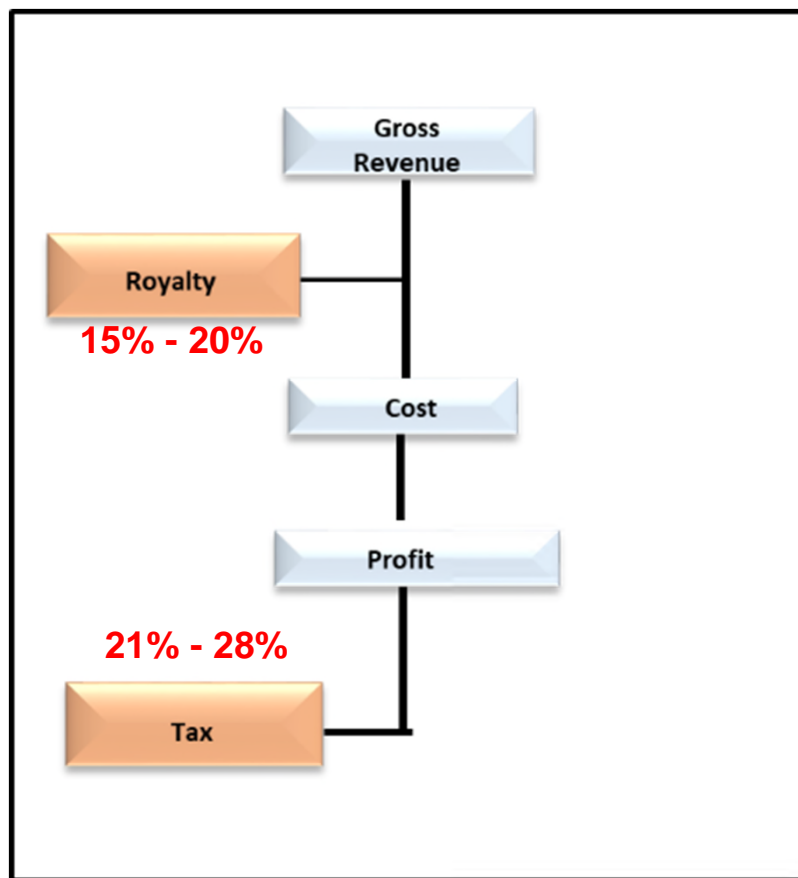 Gross
Revenue
Royalty
15% - 20%
Cost
Profit
21% - 28%
Tax